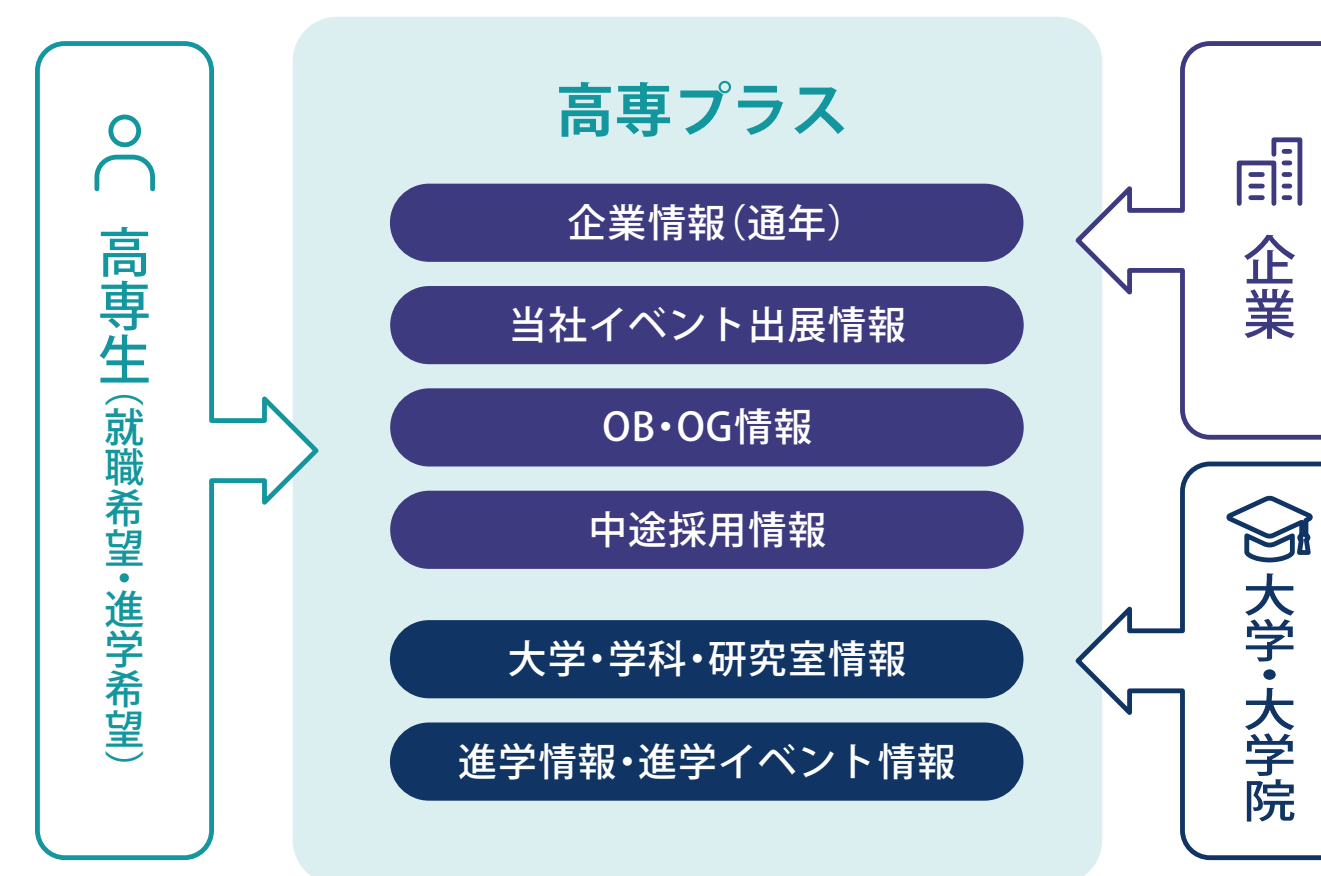 高専生(就職希望・進学希望)
高専プラス
企業情報(通年)
当社イベント出展情報
OB・OG情報
中途採用情報
大学・学科・研究室情報
進学情報・進学イベント情報
企業
大学・大学院